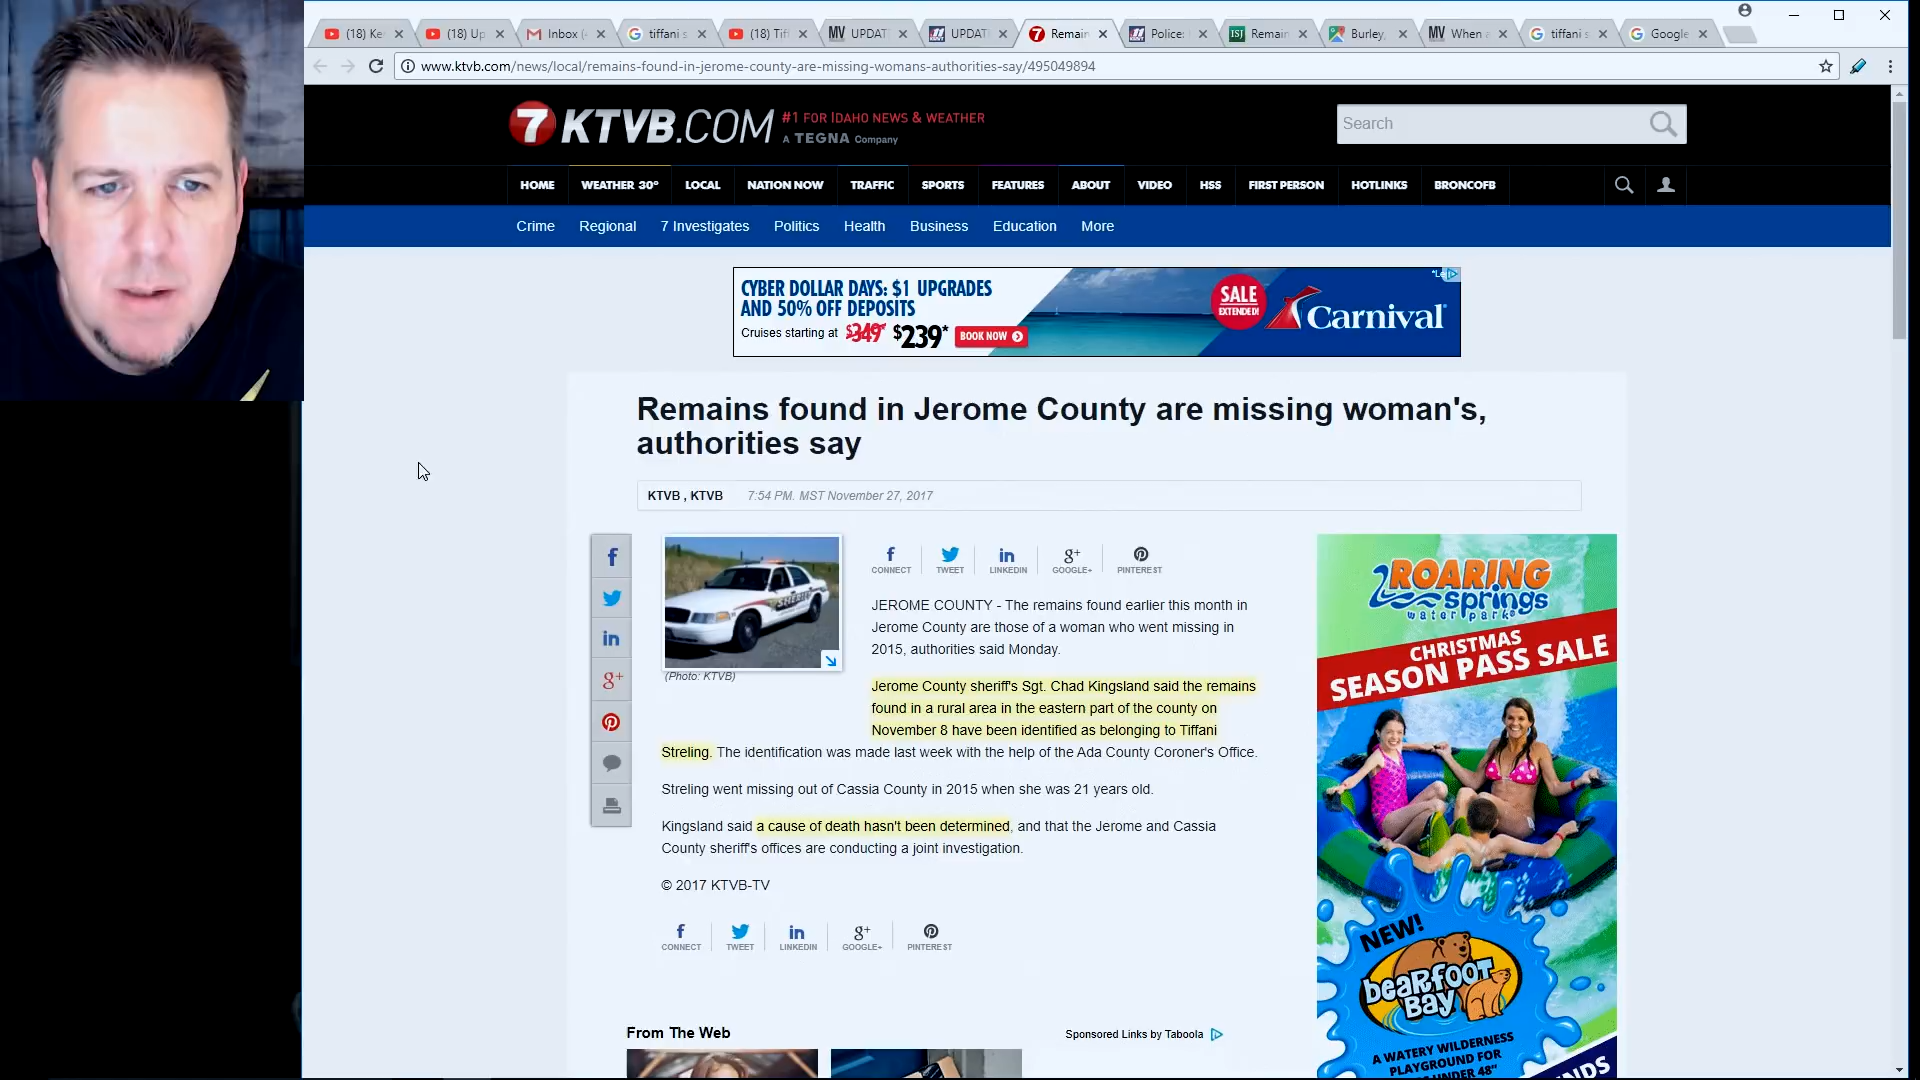 (18) Ke
(18) Up
Inbox (
tiffani s
(18) Tif
MV UPDAT
UPDAT
7 Remain
Police:
ISJ Remain
Burley,
MV When a
tiffani s
Google
www.ktvb.com/news/local/remains-found-in-jerome-county-are-missing-womans-authorities-say/495049894
7 KTVB.COM #1 FOR IDAHO NEWS & WEATHER
A TEGNA Company
Search
HOME WEATHER 30° LOCAL NATION NOW TRAFFIC SPORTS FEATURES ABOUT VIDEO HSS FIRST PERSON HOTLINKS BRONCOFB
Crime Regional 7 Investigates Politics Health Business Education More
CYBER DOLLAR DAYS: $1 UPGRADES
AND 50% OFF DEPOSITS
Cruises starting at $349* $239* BOOK NOW
SALE
EXTENDED!
Carnival
Remains found in Jerome County are missing woman's,
authorities say
KTVB , KTVB 7:54 PM. MST November 27, 2017
SHERIFF
(Photo: KTVB)
CONNECT TWEET LINKEDIN GOOGLE+ PINTEREST
JEROME COUNTY - The remains found earlier this month in
Jerome County are those of a woman who went missing in
2015, authorities said Monday.
Jerome County sheriff's Sgt. Chad Kingsland said the remains
found in a rural area in the eastern part of the county on
November 8 have been identified as belonging to Tiffani
Streling. The identification was made last week with the help of the Ada County Coroner's Office.
Streling went missing out of Cassia County in 2015 when she was 21 years old.
Kingsland said a cause of death hasn't been determined, and that the Jerome and Cassia
County sheriff's offices are conducting a joint investigation.
© 2017 KTVB-TV
CONNECT TWEET LINKEDIN GOOGLE+ PINTEREST
From The Web
Sponsored Links by Taboola
ROARING
Springs
water park
CHRISTMAS
SEASON PASS SALE
NEW!
BEARFOOT
BAY
A WATERY WILDERNESS
PLAYGROUND FOR
UNDER 48"